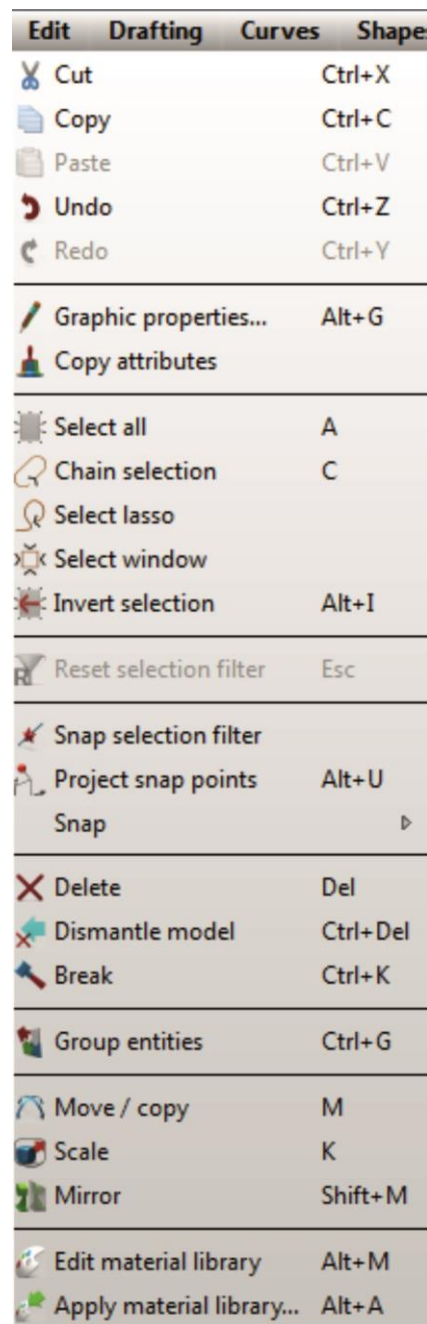 Edit Drafting Curves Shapes
Cut Ctrl+X
Copy Ctrl+C
Paste Ctrl+V
Undo Ctrl+Z
Redo Ctrl+Y
Graphic properties... Alt+G
Copy attributes
Select all A
Chain selection C
Select lasso
Select window
Invert selection Alt+I
Reset selection filter Esc
Snap selection filter
Project snap points Alt+U
Snap
Delete Del
Dismantle model Ctrl+Del
Break Ctrl+K
Group entities Ctrl+G
Move / copy M
Scale K
Mirror Shift+M
Edit material library Alt+M
Apply material library... Alt+A